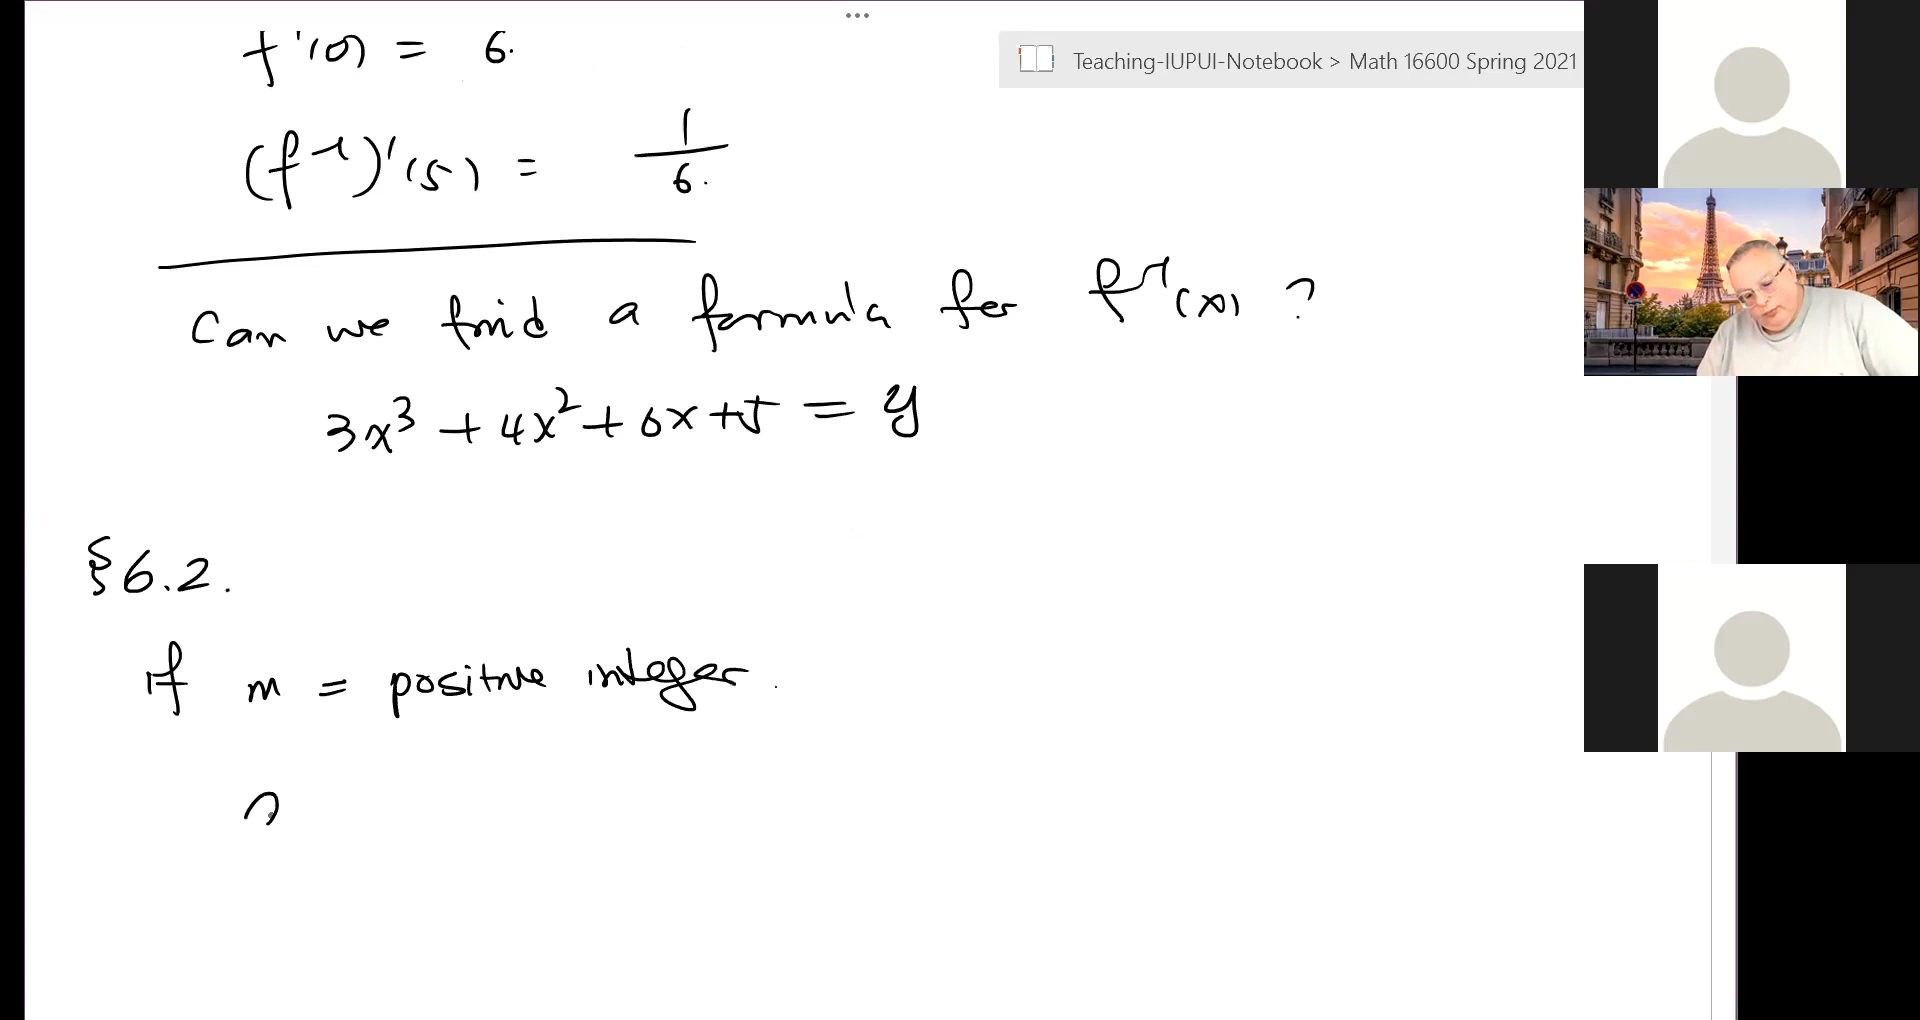 f'(0) = 6.
Teaching-IUPUI-Notebook > Math 16600 Spring 2021
(f⁻¹)'(5) = 1/6.
Can we find a formula for f⁻¹(x) ?
3x³ + 4x² + 6x + 5 = y
§6.2.
If m = positive integer.